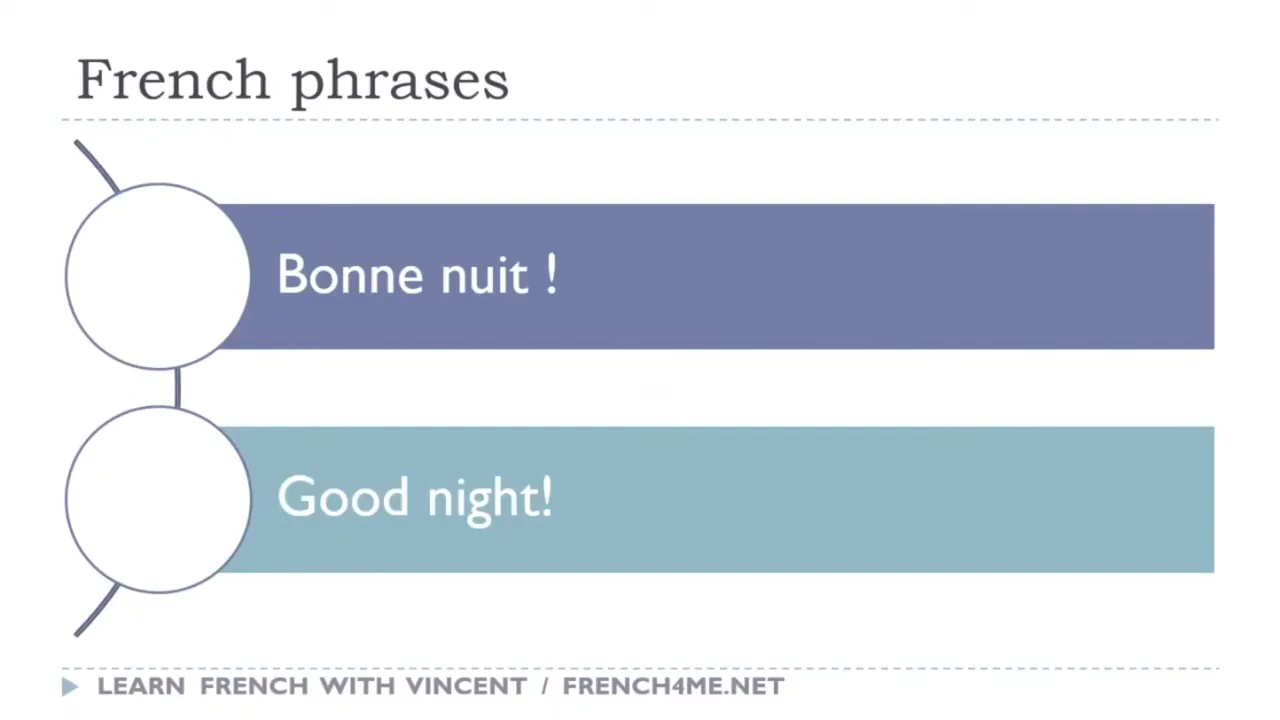 French phrases
Bonne nuit !
Good night!
LEARN FRENCH WITH VINCENT / FRENCH4ME.NET